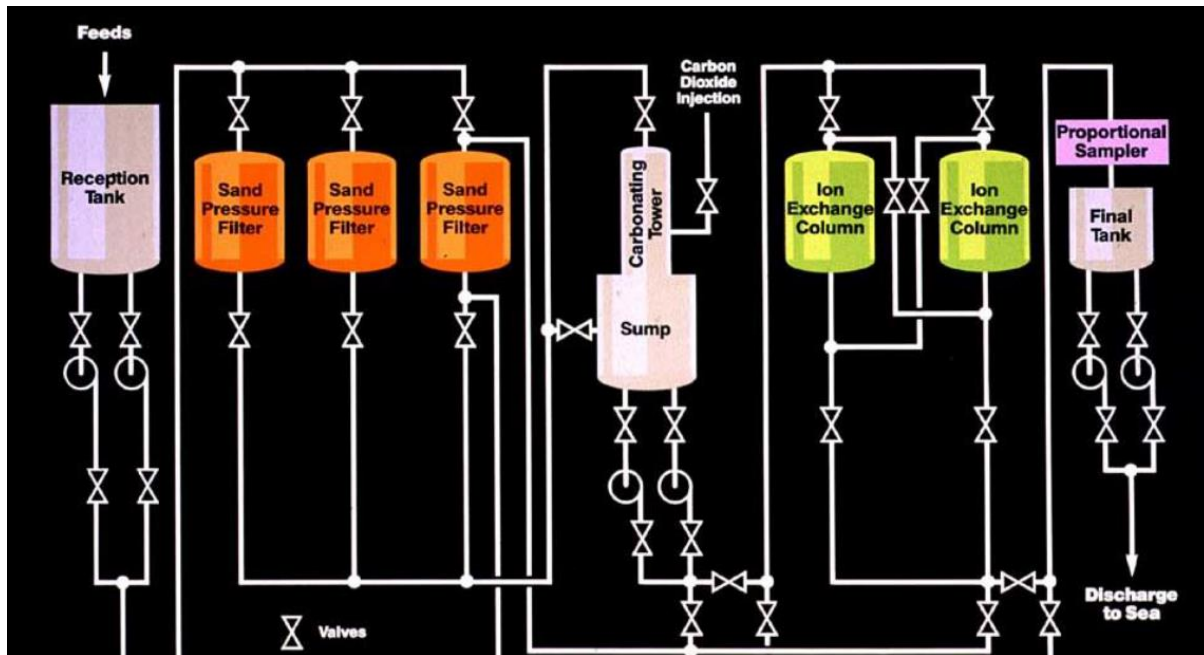 Feeds
Reception
Tank
Sand
Pressure
Filter
Sand
Pressure
Filter
Sand
Pressure
Filter
Carbonating
Tower
Sump
Carbon
Dioxide
Injection
Ion
Exchange
Column
Ion
Exchange
Column
Proportional
Sampler
Final
Tank
Discharge
to Sea
Valves